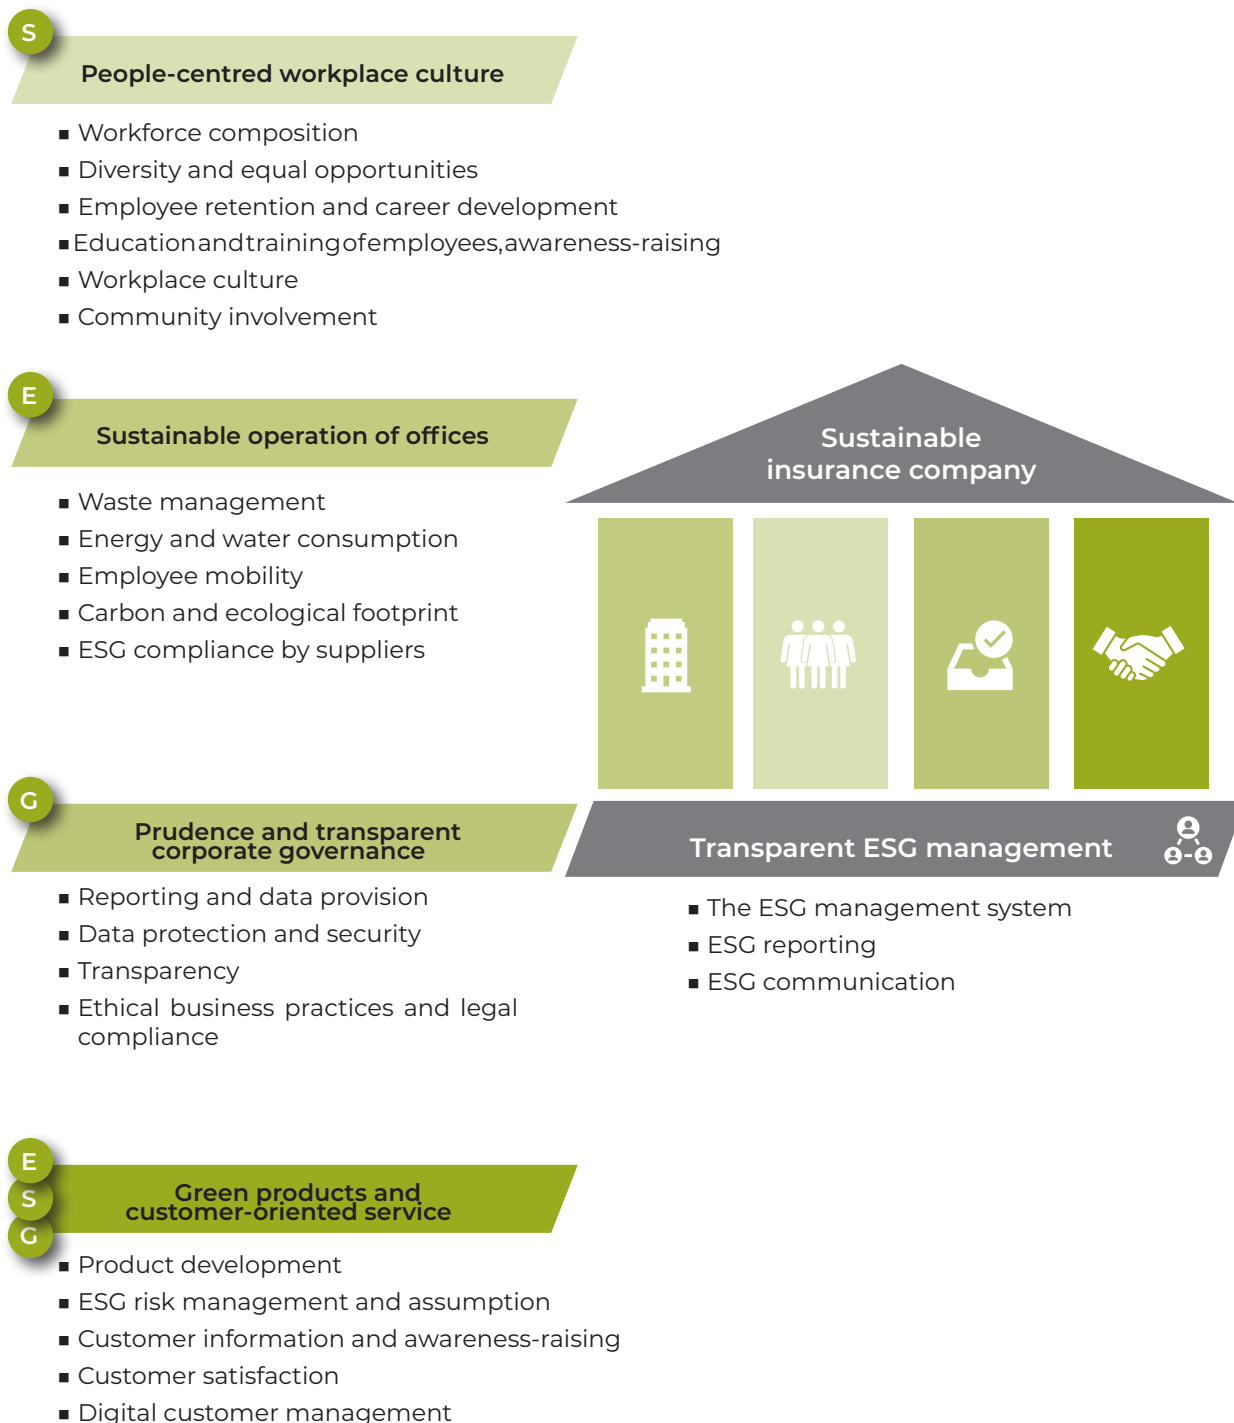 S
People-centred workplace culture
▪ Workforce composition
▪ Diversity and equal opportunities
▪ Employee retention and career development
▪ Education and training of employees, awareness-raising
▪ Workplace culture
▪ Community involvement
E
Sustainable operation of offices
▪ Waste management
▪ Energy and water consumption
▪ Employee mobility
▪ Carbon and ecological footprint
▪ ESG compliance by suppliers
Sustainable
insurance company
G
Prudence and transparent
corporate governance
▪ Reporting and data provision
▪ Data protection and security
▪ Transparency
▪ Ethical business practices and legal
compliance
Transparent ESG management
▪ The ESG management system
▪ ESG reporting
▪ ESG communication
E
S
G
Green products and
customer-oriented service
▪ Product development
▪ ESG risk management and assumption
▪ Customer information and awareness-raising
▪ Customer satisfaction
▪ Digital customer management